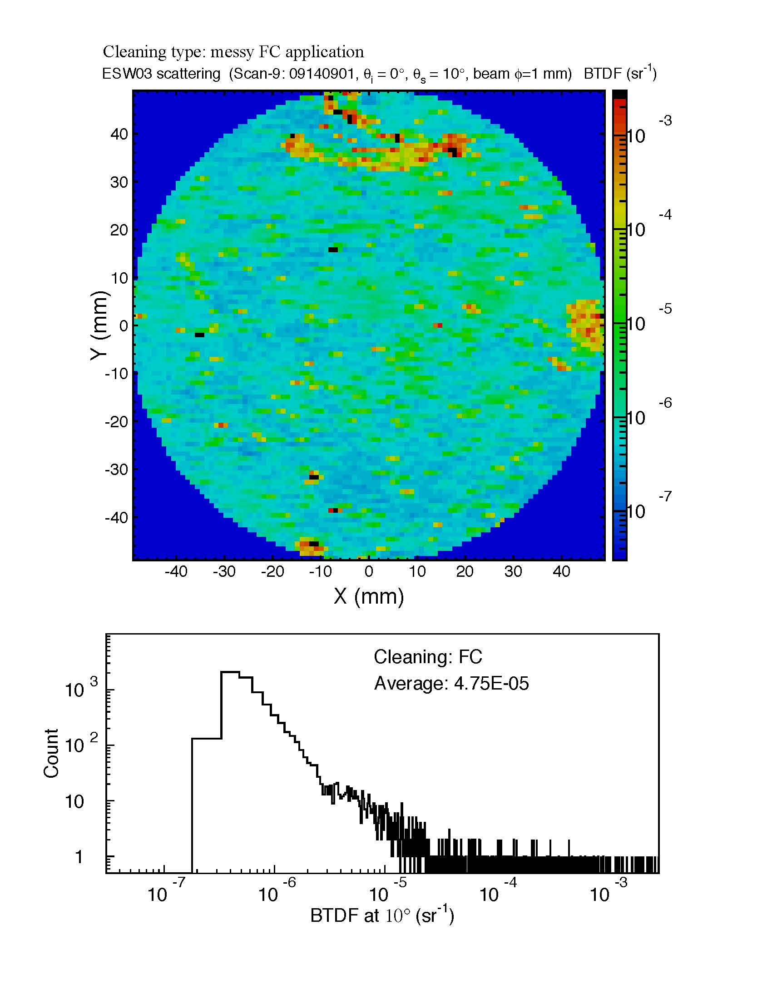 Cleaning type: messy FC application
ESW03 scattering (Scan-9: 09140901, θi = 0°, θs = 10°, beam ϕ=1 mm) BTDF (sr-1)
40
30
20
10
0
-10
-20
-30
-40
Y (mm)
-40 -30 -20 -10 0 10 20 30 40
X (mm)
10-3
10-4
10-5
10-6
10-7
Cleaning: FC
Average: 4.75E-05
10 3
10 2
10
1
Count
10-7 10-6 10-5 10-4 10-3
BTDF at 10° (sr-1)